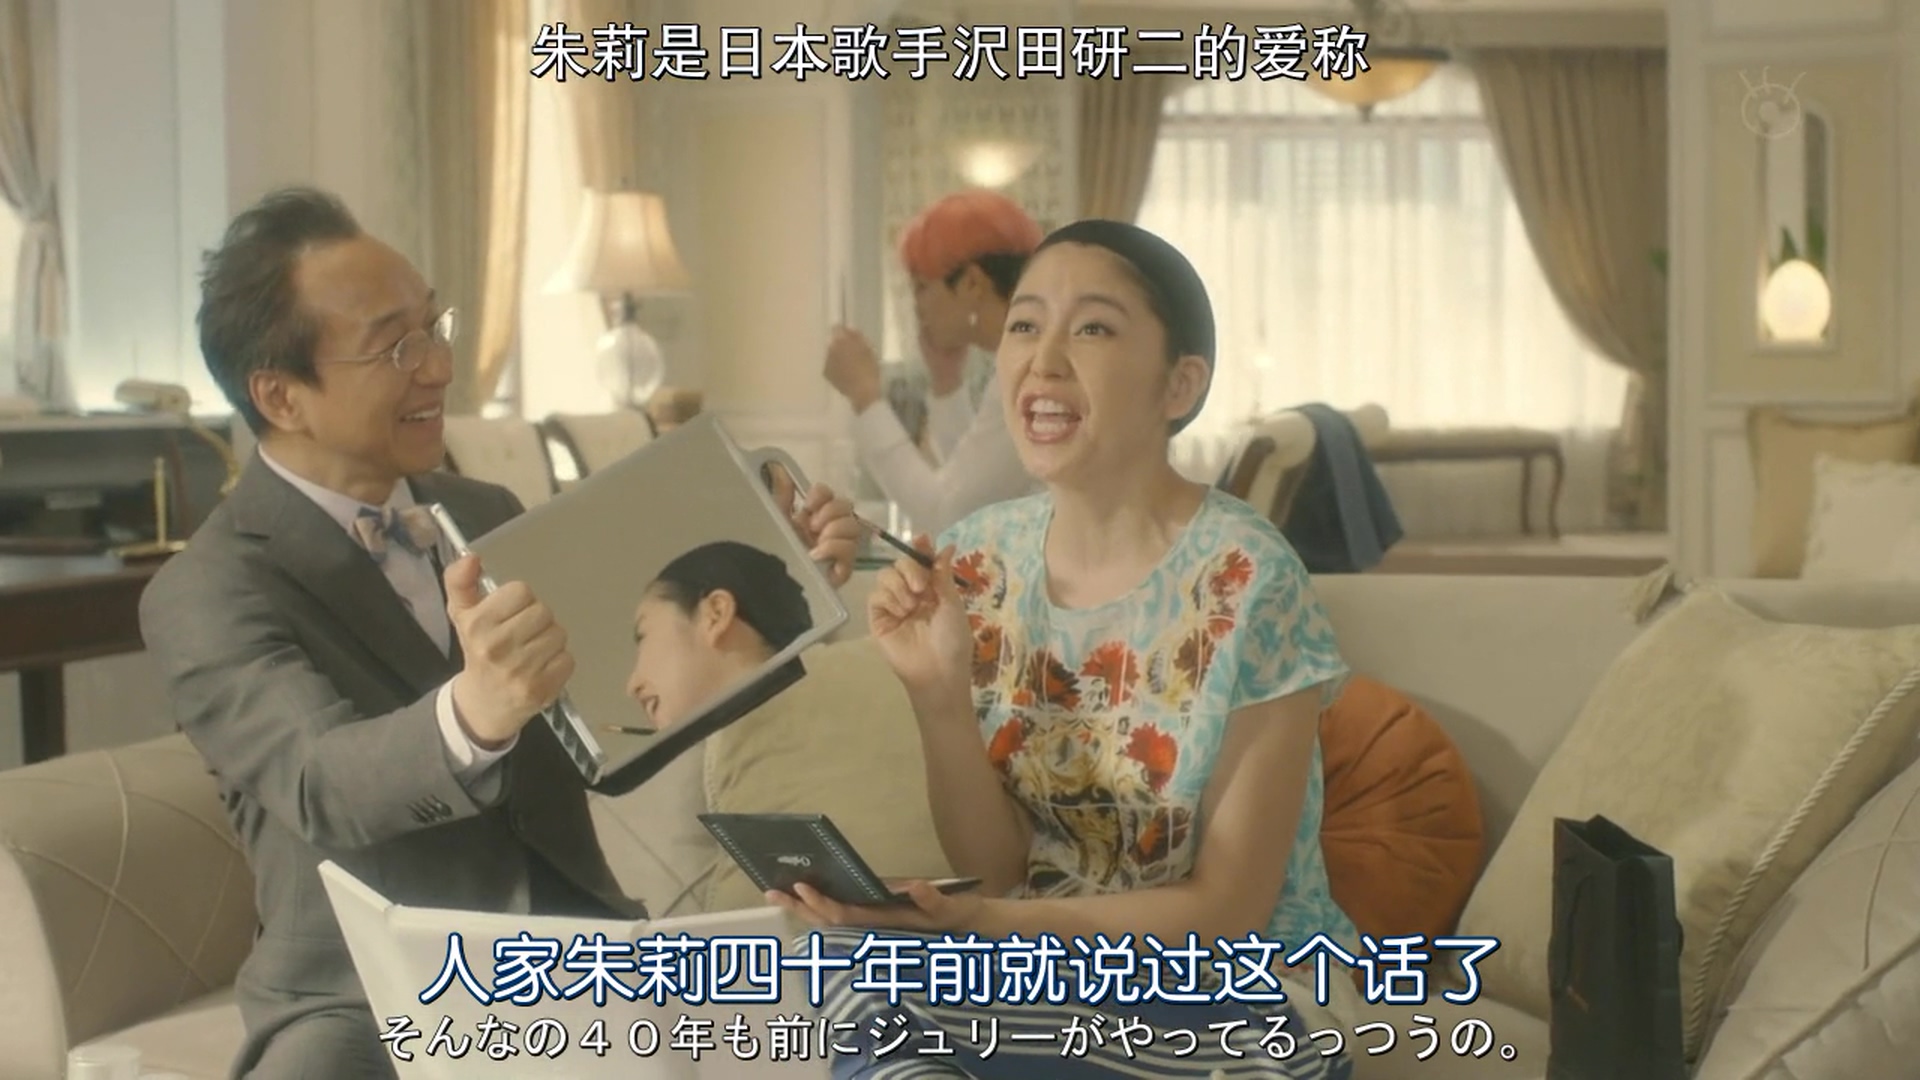 朱莉是日本歌手沢田研二的爱称
人家朱莉四十年前就说过这个话了
そんなの４０年も前にジュリーがやってるっつうの。